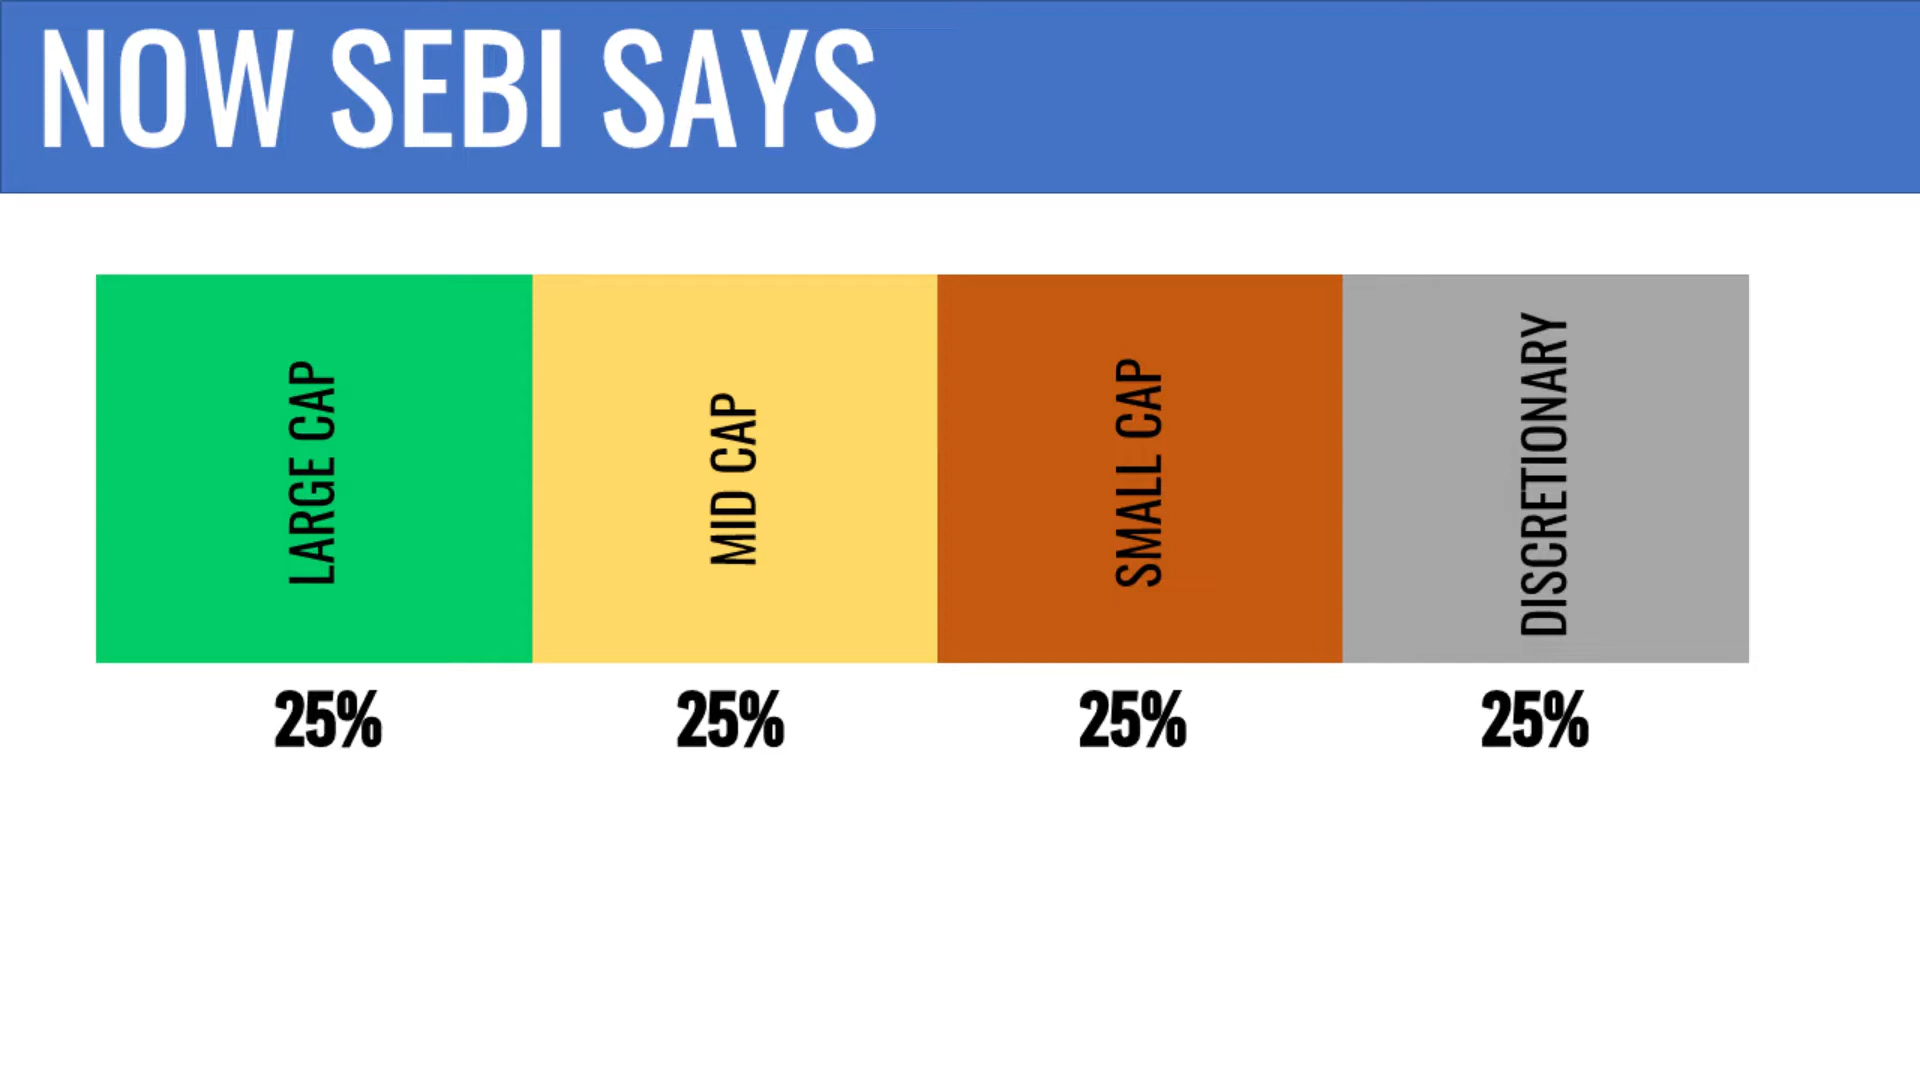 NOW SEBI SAYS
LARGE CAP
MID CAP
SMALL CAP
DISCRETIONARY
25%
25%
25%
25%